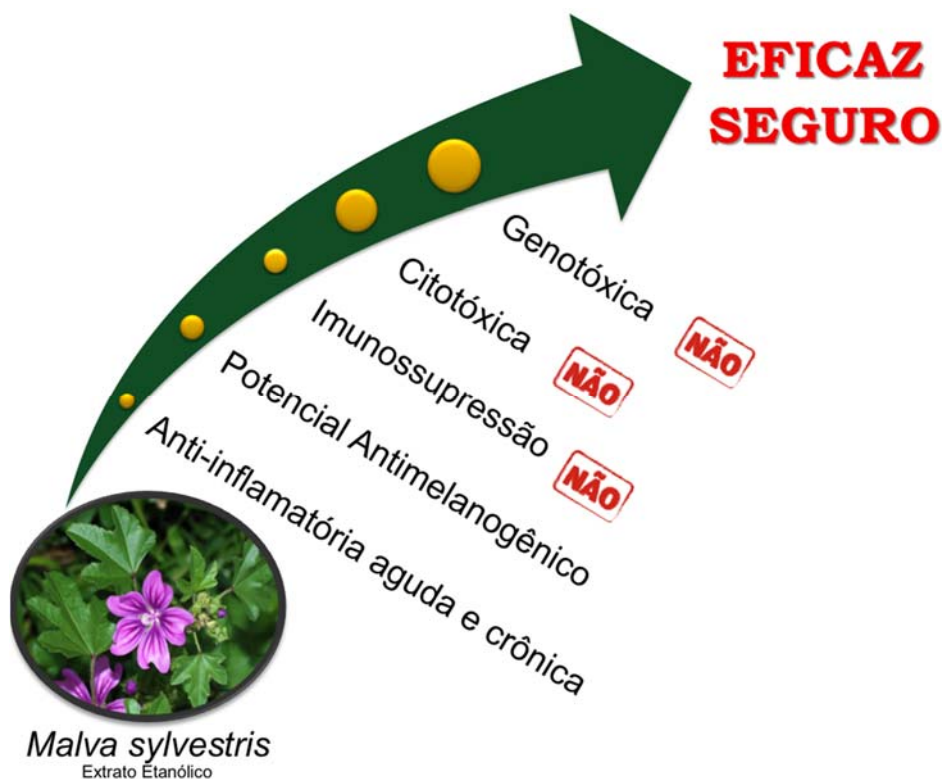 EFICAZ
SEGURO
Genotóxica NÃO
Citotóxica NÃO
Imunossupressão NÃO
Potencial Antimelanogênico
Anti-inflamatória aguda e crônica
Malva sylvestris
Extrato Etanólico